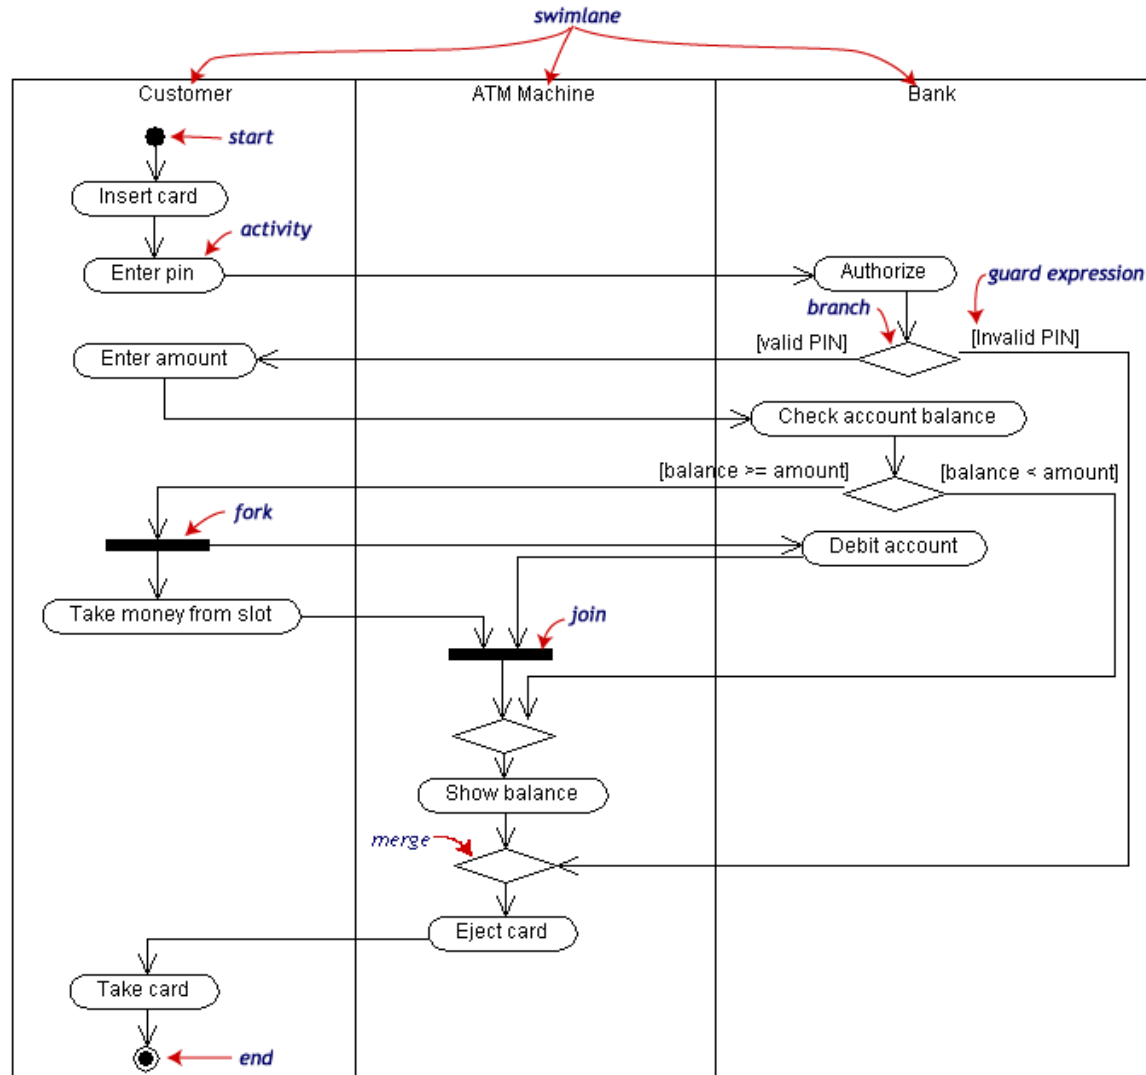 swimlane
Customer
ATM Machine
Bank
start
Insert card
activity
Enter pin
Authorize
guard expression
branch
[valid PIN]
[Invalid PIN]
Enter amount
Check account balance
[balance >= amount]
[balance < amount]
fork
Debit account
Take money from slot
join
Show balance
merge
Eject card
Take card
end